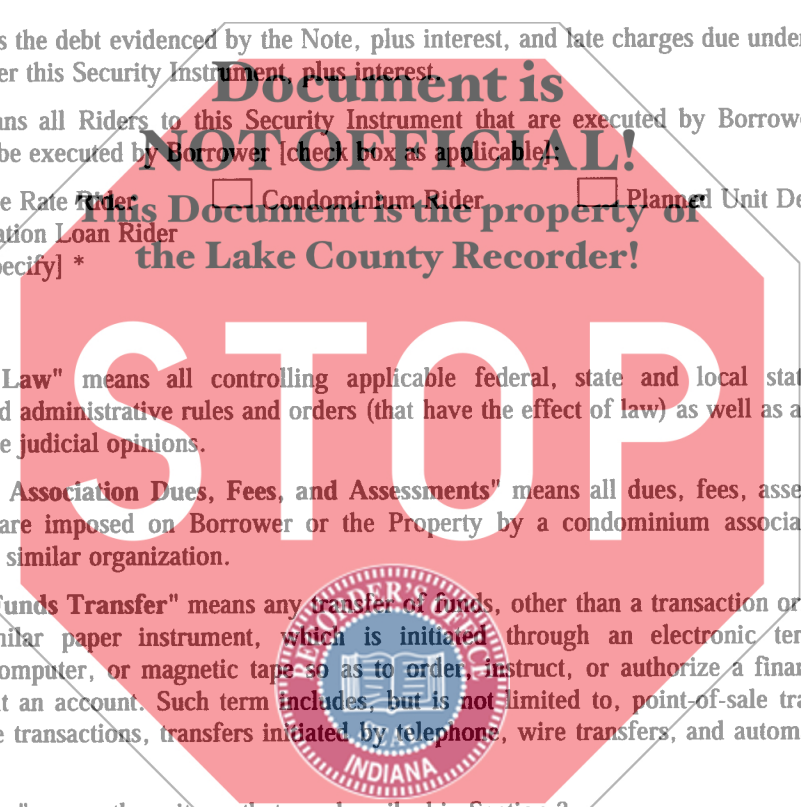 s the debt evidenced by the Note, plus interest, and late charges due under
er this Security Instrument, plus interest.
Document is
ans all Riders to this Security Instrument that are executed by Borrowe
NOT OFFICIAL!
be executed by Borrower [check box as applicable]:
e Rate Rider Condominium Rider Planned Unit De
This Document is the property of
ation Loan Rider
the Lake County Recorder!
pecify] *
STOP
Law" means all controlling applicable federal, state and local stat
d administrative rules and orders (that have the effect of law) as well as a
e judicial opinions.
Association Dues, Fees, and Assessments" means all dues, fees, asse
are imposed on Borrower or the Property by a condominium associa
similar organization.
Funds Transfer" means any transfer of funds, other than a transaction or
milar paper instrument, which is initiated through an electronic ter
omputer, or magnetic tape so as to order, instruct, or authorize a finan
t an account. Such term includes, but is not limited to, point-of-sale tra
e transactions, transfers initiated by telephone, wire transfers, and autom
RECORDER'S OFFICE
INDIANA